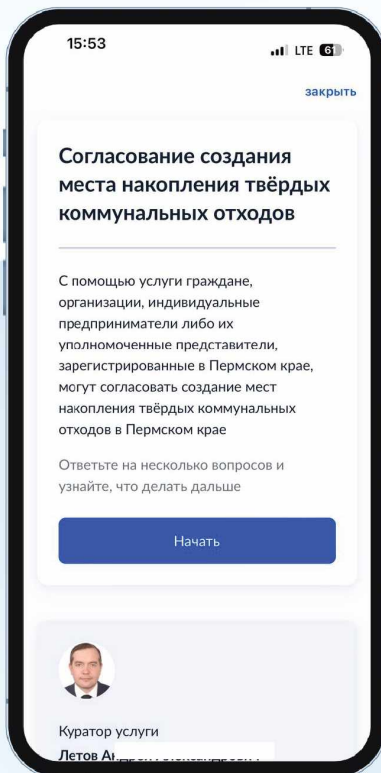 15:53
LTE 61
закрыть
Согласование создания
места накопления твёрдых
коммунальных отходов
С помощью услуги граждане,
организации, индивидуальные
предприниматели либо их
уполномоченные представители,
зарегистрированные в Пермском крае,
могут согласовать создание мест
накопления твёрдых коммунальных
отходов в Пермском крае
Ответьте на несколько вопросов и
узнайте, что делать дальше
Начать
Куратор услуги
Летов